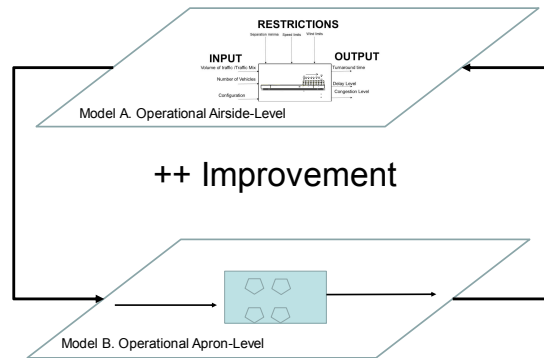 RESTRICTIONS
Separation minima Speed limits Wind limits
INPUT OUTPUT
Volume of traffic /Traffic Mix Turnaround time
Number of Vehicles Delay Level
Congestion Level
Configuration
Model A. Operational Airside-Level
++ Improvement
Model B. Operational Apron-Level